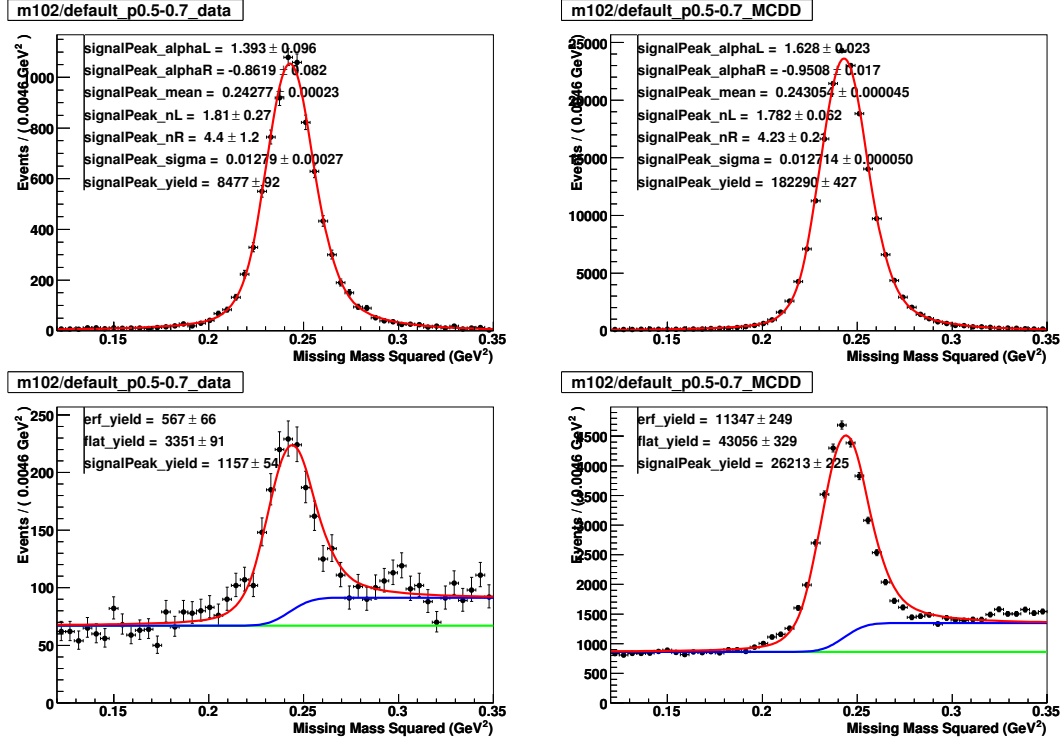 m102/default_p0.5-0.7_data
signalPeak_alphaL = 1.393 ± 0.096
signalPeak_alphaR = -0.8619 ± 0.082
signalPeak_mean = 0.24277 ± 0.00023
signalPeak_nL = 1.81 ± 0.27
signalPeak_nR = 4.4 ± 1.2
signalPeak_sigma = 0.01279 ± 0.00027
signalPeak_yield = 8477 ± 92
Events / ( 0.0046 GeV² )
0 200 400 600 800 1000
0.15 0.2 0.25 0.3 0.35
Missing Mass Squared (GeV²)
m102/default_p0.5-0.7_MCDD
signalPeak_alphaL = 1.628 ± 0.023
signalPeak_alphaR = -0.9508 ± 0.017
signalPeak_mean = 0.243054 ± 0.000045
signalPeak_nL = 1.782 ± 0.062
signalPeak_nR = 4.23 ±
signalPeak_sigma = 0.012714 ± 0.000050
signalPeak_yield = 182290 ± 427
Events / ( 0.0046 GeV² )
0 5000 10000 15000 20000 25000
0.15 0.2 0.25 0.3 0.35
Missing Mass Squared (GeV²)
m102/default_p0.5-0.7_data
erf_yield = 567 ± 66
flat_yield = 3351 ± 91
signalPeak_yield = 1157 ± 54
Events / ( 0.0046 GeV² )
0 50 100 150 200 250
0.15 0.2 0.25 0.3 0.35
Missing Mass Squared (GeV²)
m102/default_p0.5-0.7_MCDD
erf_yield = 11347 ± 249
flat_yield = 43056 ± 329
signalPeak_yield = 26213 ± 225
Events / ( 0.0046 GeV² )
0 500 1000 1500 2000 2500 3000 3500 4000 4500
0.15 0.2 0.25 0.3 0.35
Missing Mass Squared (GeV²)